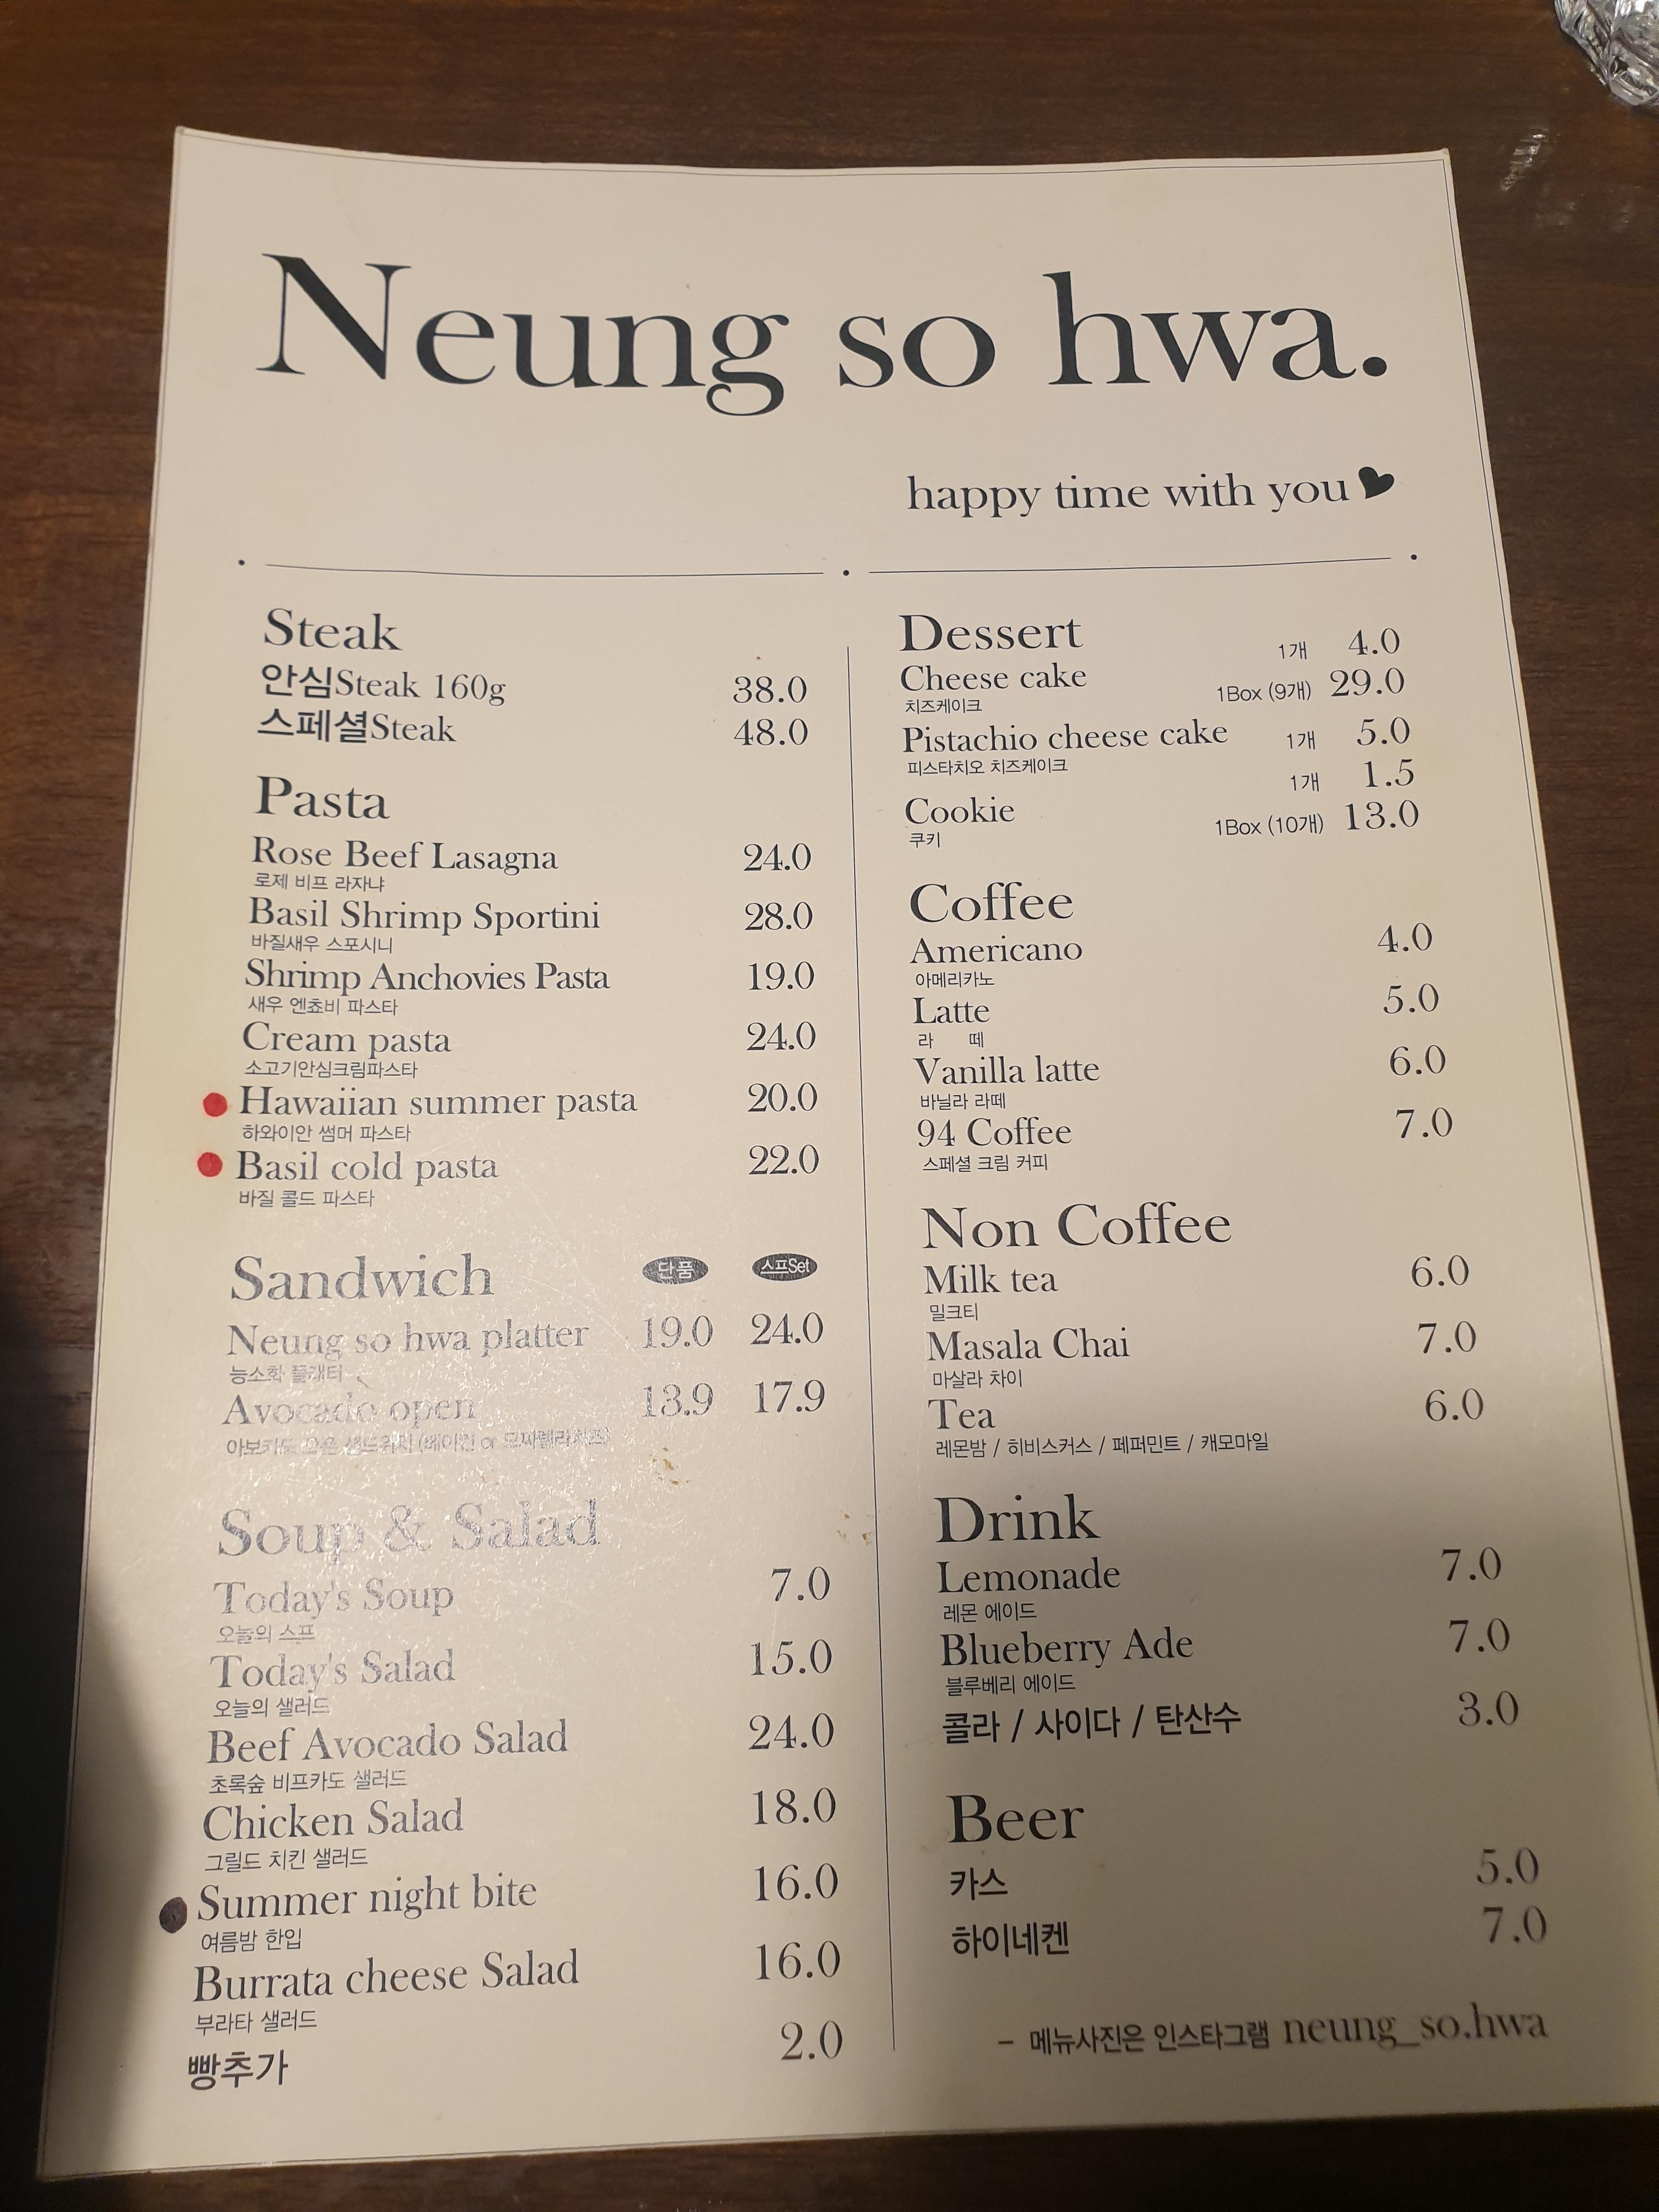 Neung so hwa.
happy time with you♥
Steak
안심Steak 160g 38.0
스페셜Steak 48.0
Pasta
Rose Beef Lasagna 24.0
로제 비프 라자냐
Basil Shrimp Sportini 28.0
바질새우 스포시니
Shrimp Anchovies Pasta 19.0
새우 엔쵸비 파스타
Cream pasta 24.0
소고기안심크림파스타
Hawaiian summer pasta 20.0
하와이안 썸머 파스타
Basil cold pasta 22.0
바질 콜드 파스타
Sandwich 단품 스프Set
Neung so hwa platter 19.0 24.0
능소화 플래터
Avocado open 13.9 17.9
아보카도 오픈 샌드위치 (베이컨 or 모짜렐라치즈)
Soup & Salad
Today's Soup 7.0
오늘의 스프
Today's Salad 15.0
오늘의 샐러드
Beef Avocado Salad 24.0
초록숲 비프카도 샐러드
Chicken Salad 18.0
그릴드 치킨 샐러드
Summer night bite 16.0
여름밤 한입
Burrata cheese Salad 16.0
부라타 샐러드
빵추가 2.0
Dessert
1개 4.0
Cheese cake 1Box (9개) 29.0
치즈케이크
Pistachio cheese cake 1개 5.0
피스타치오 치즈케이크
1개 1.5
Cookie 1Box (10개) 13.0
쿠키
Coffee
Americano 4.0
아메리카노
Latte 5.0
라 떼
Vanilla latte 6.0
바닐라 라떼
94 Coffee 7.0
스페셜 크림 커피
Non Coffee
Milk tea 6.0
밀크티
Masala Chai 7.0
마살라 차이
Tea 6.0
레몬밤 / 히비스커스 / 페퍼민트 / 캐모마일
Drink
Lemonade 7.0
레몬 에이드
Blueberry Ade 7.0
블루베리 에이드
콜라 / 사이다 / 탄산수 3.0
Beer
카스 5.0
하이네켄 7.0
– 메뉴사진은 인스타그램 neung_so.hwa